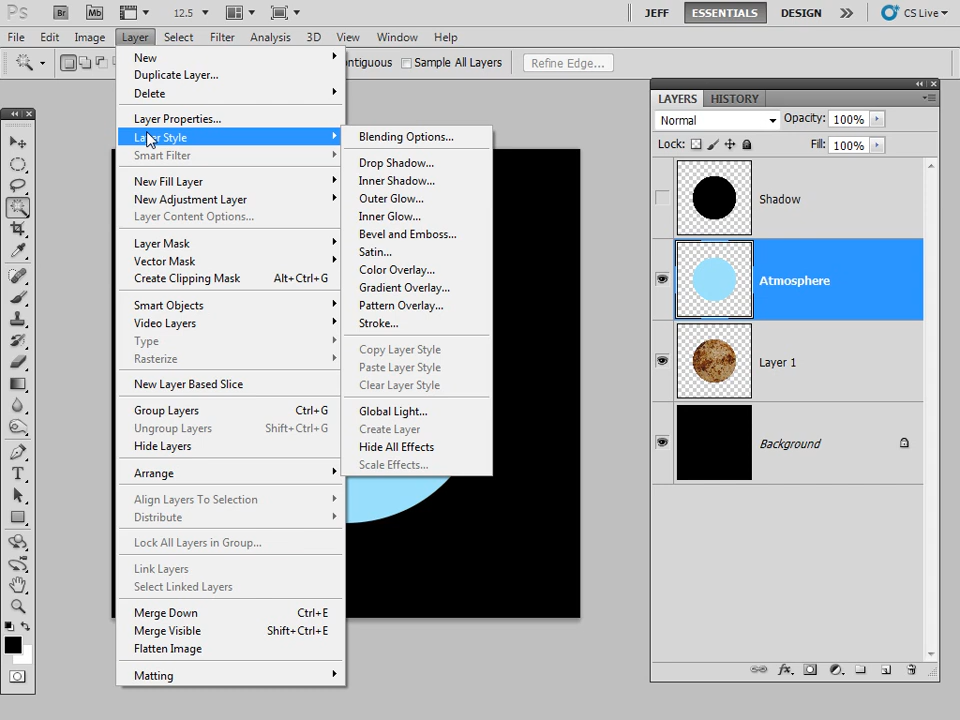 Ps Br Mb 12.5 JEFF ESSENTIALS DESIGN CS Live
File Edit Image Layer Select Filter Analysis 3D View Window Help
ntiguous Sample All Layers Refine Edge...
New
Duplicate Layer...
Delete
Layer Properties...
Layer Style
Smart Filter
New Fill Layer
New Adjustment Layer
Layer Content Options...
Layer Mask
Vector Mask
Create Clipping Mask Alt+Ctrl+G
Smart Objects
Video Layers
Type
Rasterize
New Layer Based Slice
Group Layers Ctrl+G
Ungroup Layers Shift+Ctrl+G
Hide Layers
Arrange
Align Layers To Selection
Distribute
Lock All Layers in Group...
Link Layers
Select Linked Layers
Merge Down Ctrl+E
Merge Visible Shift+Ctrl+E
Flatten Image
Matting
Blending Options...
Drop Shadow...
Inner Shadow...
Outer Glow...
Inner Glow...
Bevel and Emboss...
Satin...
Color Overlay...
Gradient Overlay...
Pattern Overlay...
Stroke...
Copy Layer Style
Paste Layer Style
Clear Layer Style
Global Light...
Create Layer
Hide All Effects
Scale Effects...
LAYERS HISTORY
Normal Opacity: 100%
Lock: Fill: 100%
Shadow
Atmosphere
Layer 1
Background